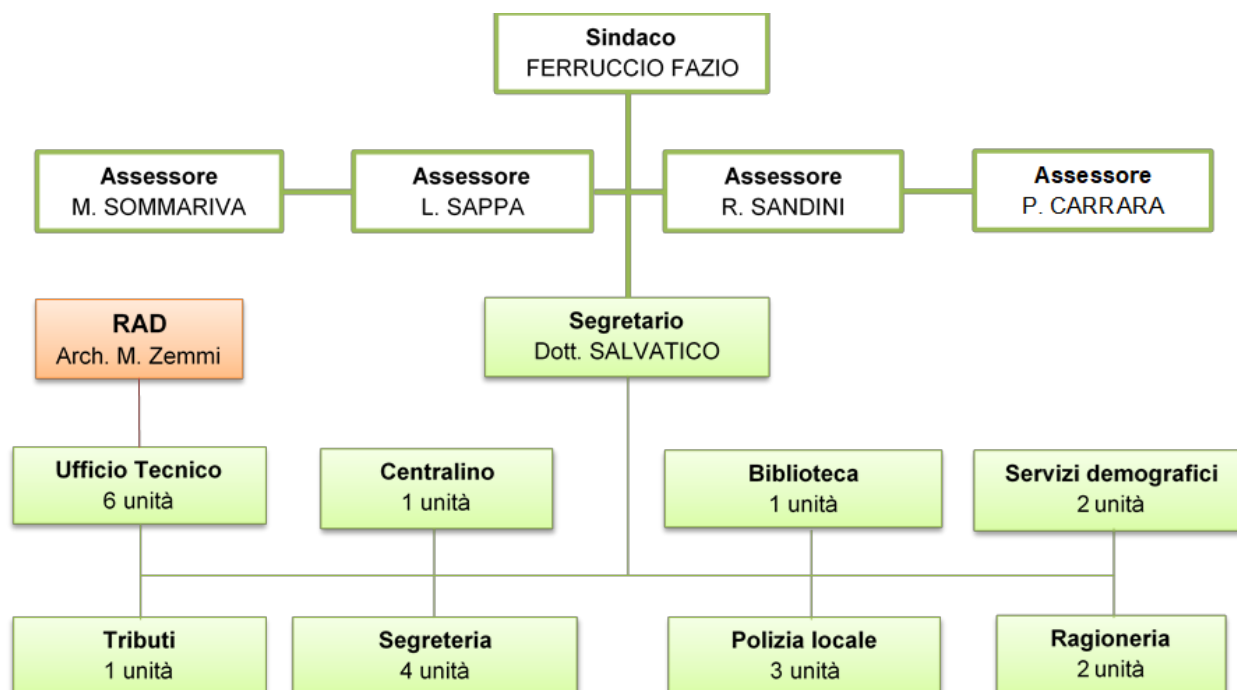 Sindaco
FERRUCCIO FAZIO
Assessore
M. SOMMARIVA
Assessore
L. SAPPA
Assessore
R. SANDINI
Assessore
P. CARRARA
RAD
Arch. M. Zemmi
Segretario
Dott. SALVATICO
Ufficio Tecnico
6 unità
Centralino
1 unità
Biblioteca
1 unità
Servizi demografici
2 unità
Tributi
1 unità
Segreteria
4 unità
Polizia locale
3 unità
Ragioneria
2 unità